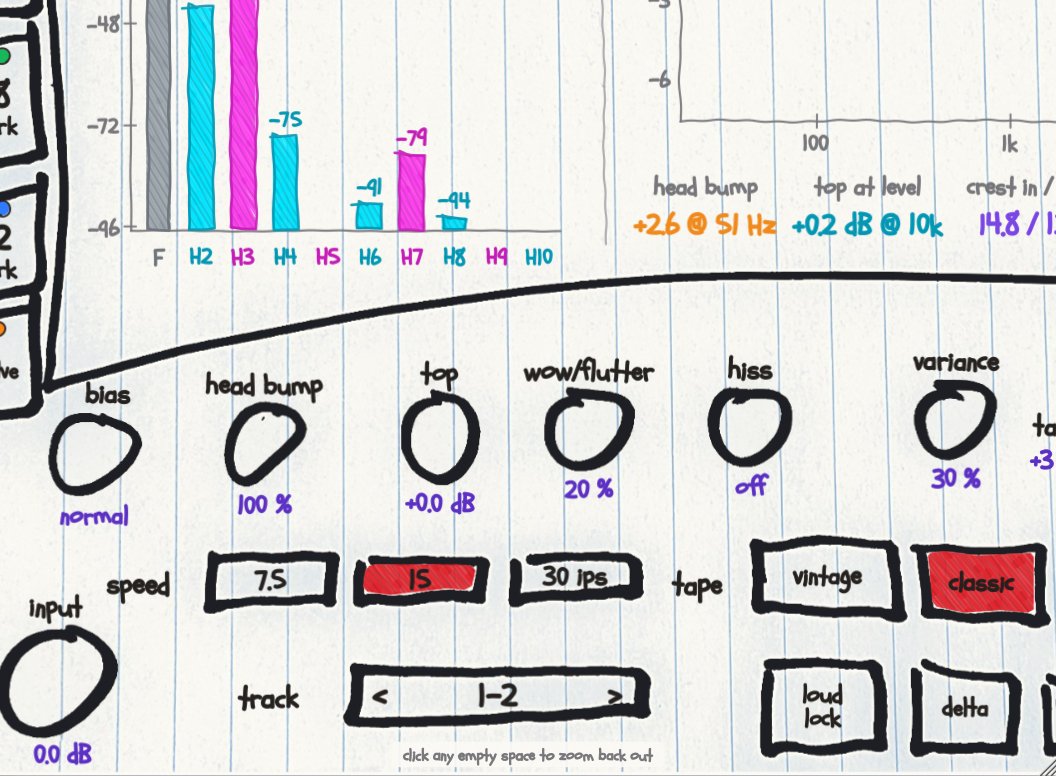 -48
-72
-96
-75
-91
-79
-94
F H2 H3 H4 H5 H6 H7 H8 H9 H10
-6
100 1k
head bump top at level crest in /
+2.6 @ 51 Hz +0.2 dB @ 10k 14.8 /
8
rk
2
rk
ve
bias head bump top wow/flutter hiss variance
normal 100 % +0.0 dB 20 % off 30 %
+3
speed 7.5 15 30 ips tape vintage classic
input
0.0 dB
track < 1-2 >
loud
lock
delta
click any empty space to zoom back out